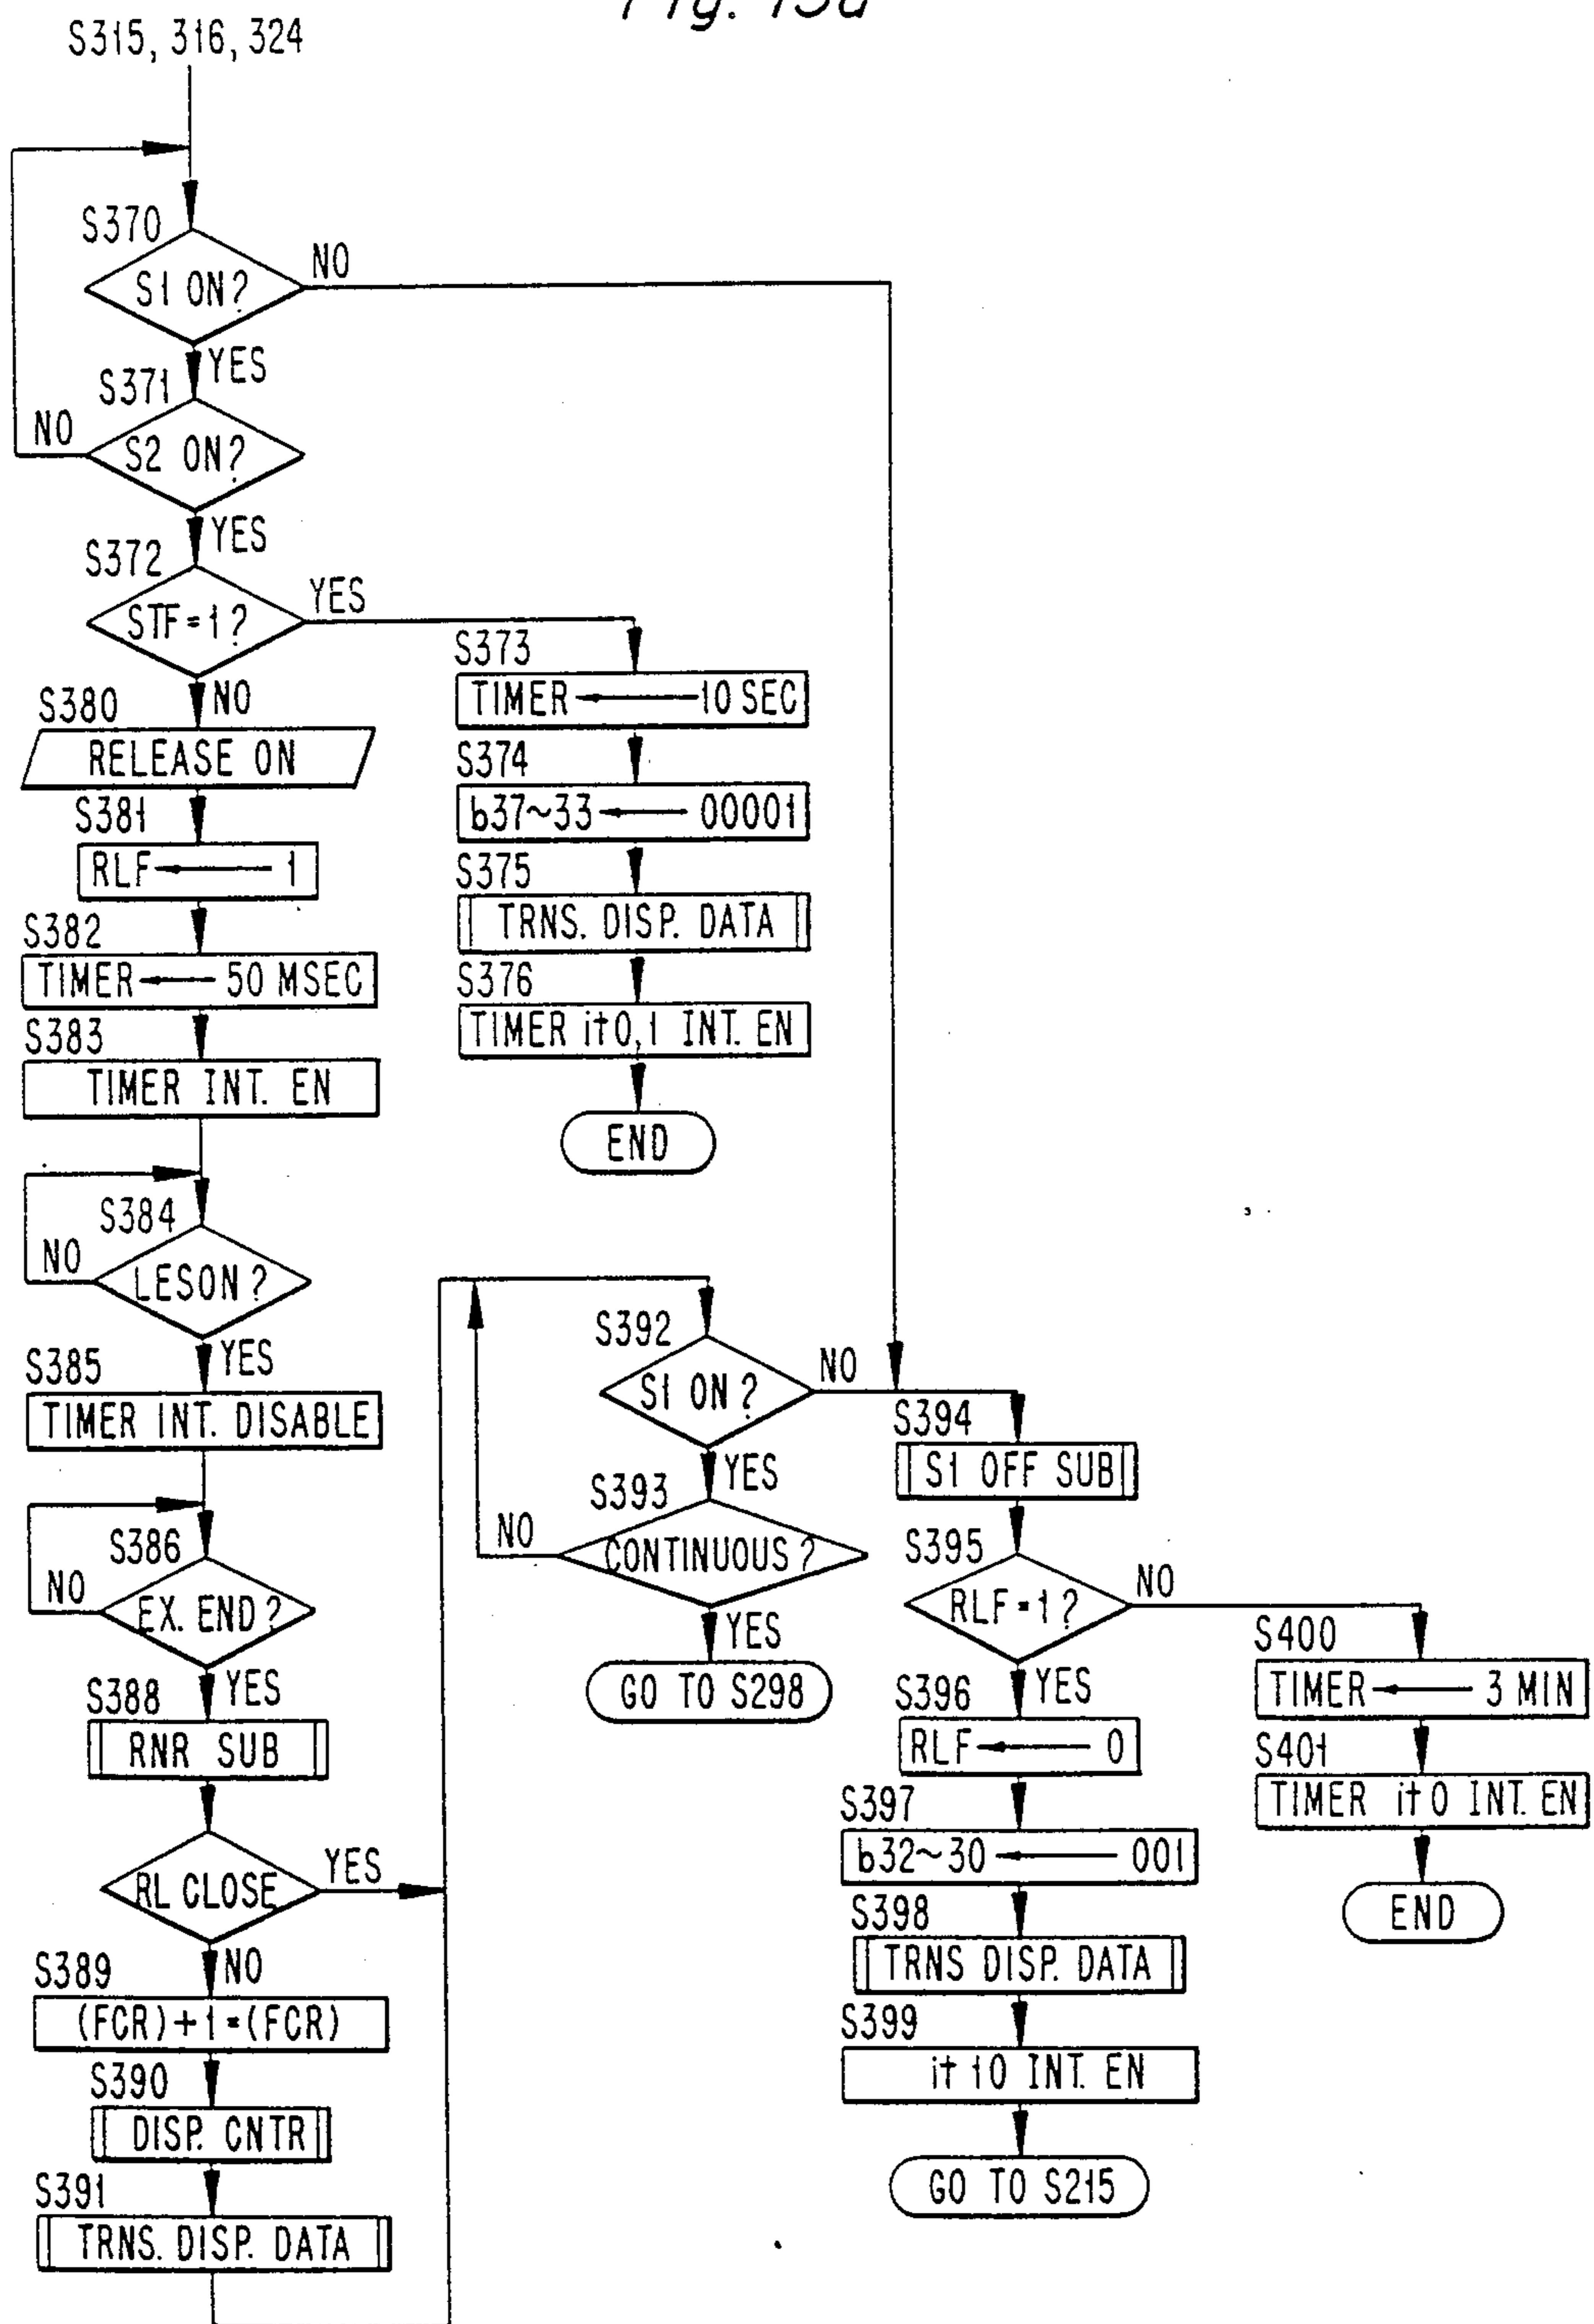 Fig. 15a
S315, 316, 324
S370
S1 ON?
NO
YES
S371
S2 ON?
NO
YES
S372
STF=1?
YES
NO
S373
TIMER ← 10 SEC
S374
b37~33 ← 00001
S375
TRNS. DISP. DATA
S376
TIMER it0,1 INT. EN
END
S380
RELEASE ON
S381
RLF ← 1
S382
TIMER ← 50 MSEC
S383
TIMER INT. EN
S384
LESON?
NO
YES
S385
TIMER INT. DISABLE
S386
EX. END?
NO
YES
S388
RNR SUB
RL CLOSE
YES
NO
S389
(FCR)+1=(FCR)
S390
DISP. CNTR
S391
TRNS. DISP. DATA
S392
S1 ON?
NO
YES
S393
CONTINUOUS?
NO
YES
GO TO S298
S394
S1 OFF SUB
S395
RLF=1?
NO
YES
S396
RLF ← 0
S397
b32~30 ← 001
S398
TRNS DISP. DATA
S399
it10 INT. EN
GO TO S215
S400
TIMER ← 3 MIN
S401
TIMER it0 INT. EN
END